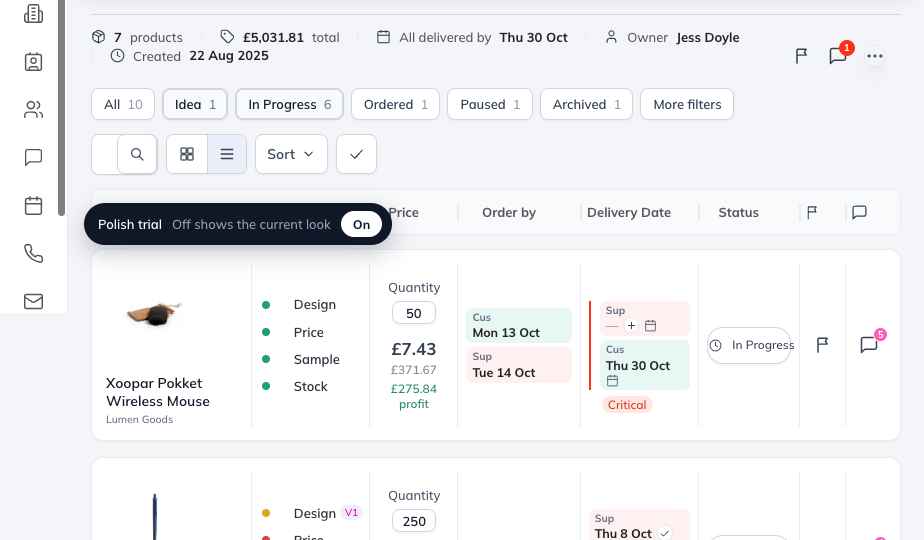 7 products £5,031.81 total All delivered by Thu 30 Oct Owner Jess Doyle
Created 22 Aug 2025
1
All 10 Idea 1 In Progress 6 Ordered 1 Paused 1 Archived 1 More filters
Sort
Price Order by Delivery Date Status
Polish trial Off shows the current look On
Xoopar Pokket
Wireless Mouse
Lumen Goods
Design
Price
Sample
Stock
Quantity
50
£7.43
£371.67
£275.84
profit
Cus
Mon 13 Oct
Sup
Tue 14 Oct
Sup
— +
Cus
Thu 30 Oct
Critical
In Progress
5
Design V1
Price
Quantity
250
Sup
Thu 8 Oct